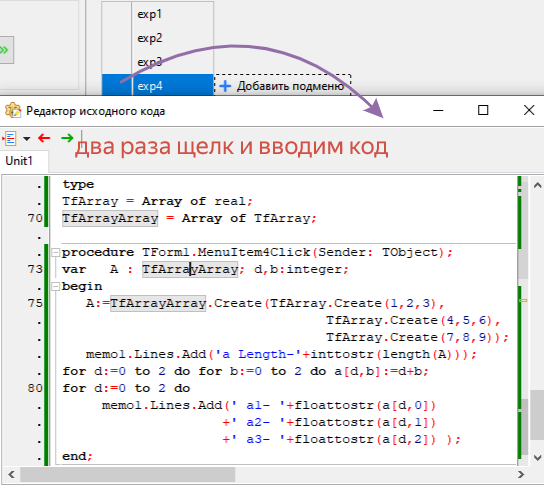 exp1
exp2
exp3
exp4
Добавить подменю
Редактор исходного кода
два раза щелк и вводим код
Unit1
type
TfArray = Array of real;
70 TfArrayArray = Array of TfArray;
procedure TForm1.MenuItem4Click(Sender: TObject);
73 var A : TfArrayArray; d,b:integer;
begin
75 A:=TfArrayArray.Create(TfArray.Create(1,2,3),
TfArray.Create(4,5,6),
TfArray.Create(7,8,9));
memo1.Lines.Add('a Length-'+inttostr(length(A)));
for d:=0 to 2 do for b:=0 to 2 do a[d,b]:=d+b;
80 for d:=0 to 2 do
memo1.Lines.Add(' a1- '+floattostr(a[d,0])
+' a2- '+floattostr(a[d,1])
+' a3- '+floattostr(a[d,2]) );
end;